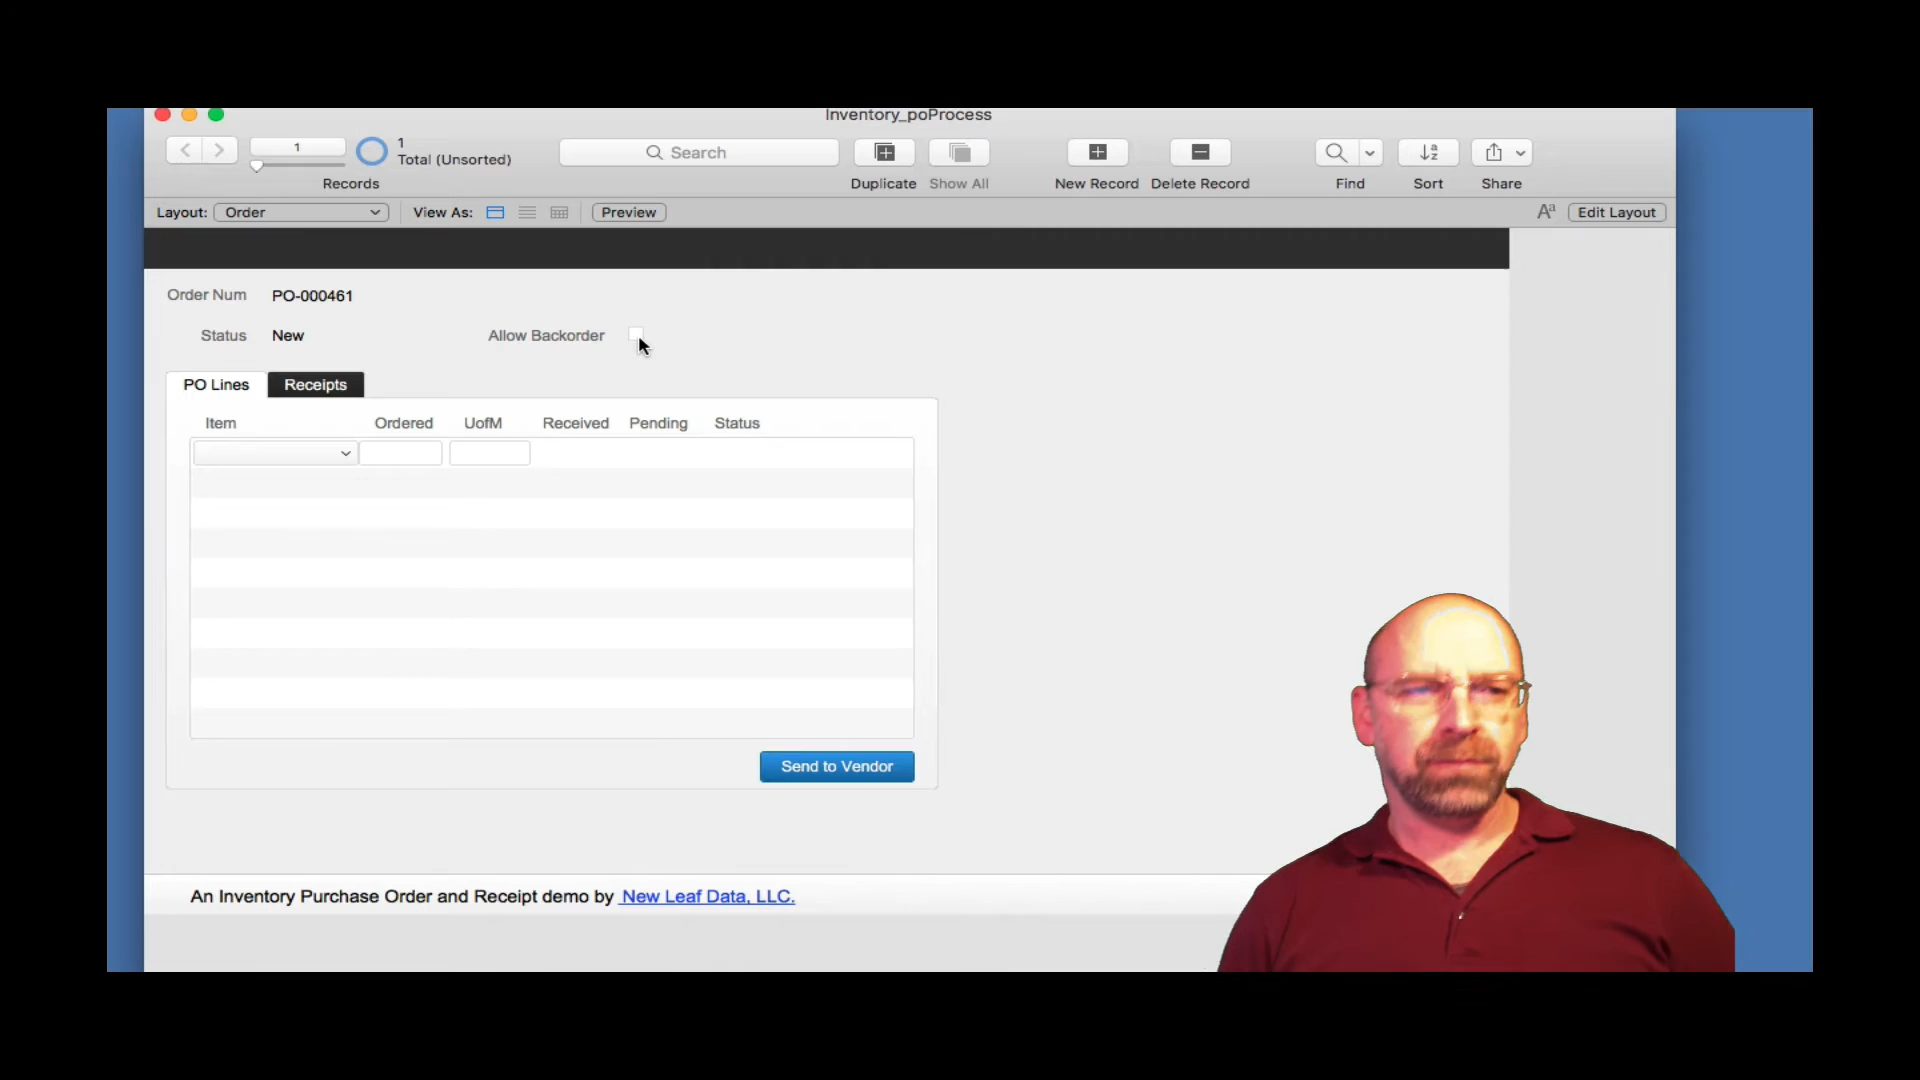 Inventory_poProcess
1
1
Total (Unsorted)
Records
Search
Duplicate
Show All
New Record
Delete Record
Find
Sort
Share
Layout: Order
View As:
Preview
Aa
Edit Layout
Order Num PO-000461
Status New
Allow Backorder
PO Lines
Receipts
Item Ordered UofM Received Pending Status
Send to Vendor
An Inventory Purchase Order and Receipt demo by New Leaf Data, LLC.